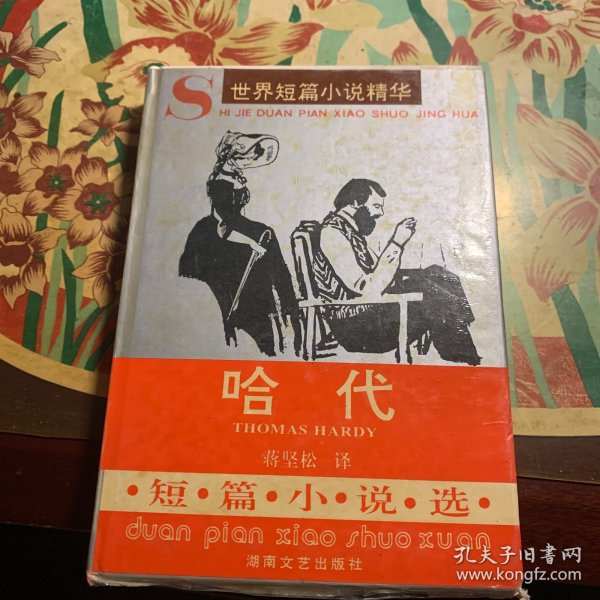 世界短篇小说精华
SHI JIE DUAN PIAN XIAO SHUO JING HUA
哈代
THOMAS HARDY
蒋坚松 译
·短·篇·小·说·选·
duan pian xiao shuo xuan
湖南文艺出版社
孔夫子旧书网
www.kongfz.com